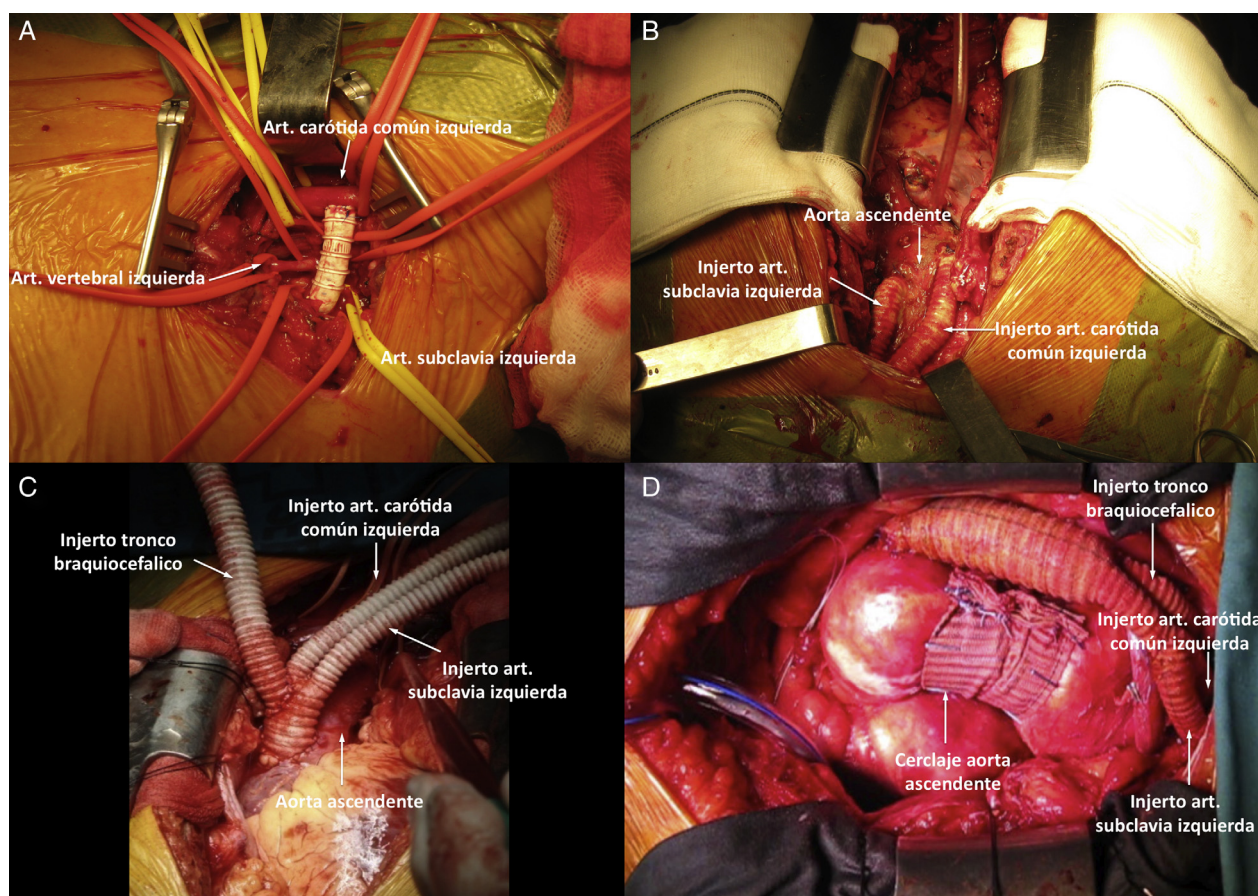 A
Art. carótida común izquierda
Art. vertebral izquierda
Art. subclavia izquierda
B
Aorta ascendente
Injerto art.
subclavia izquierda
Injerto art. carótida
común izquierda
C
Injerto art. carótida
común izquierda
Injerto tronco
braquiocefalico
Injerto art.
subclavia izquierda
Aorta ascendente
D
Injerto tronco
braquiocefalico
Injerto art. carótida
común izquierda
Cerclaje aorta
ascendente
Injerto art.
subclavia izquierda